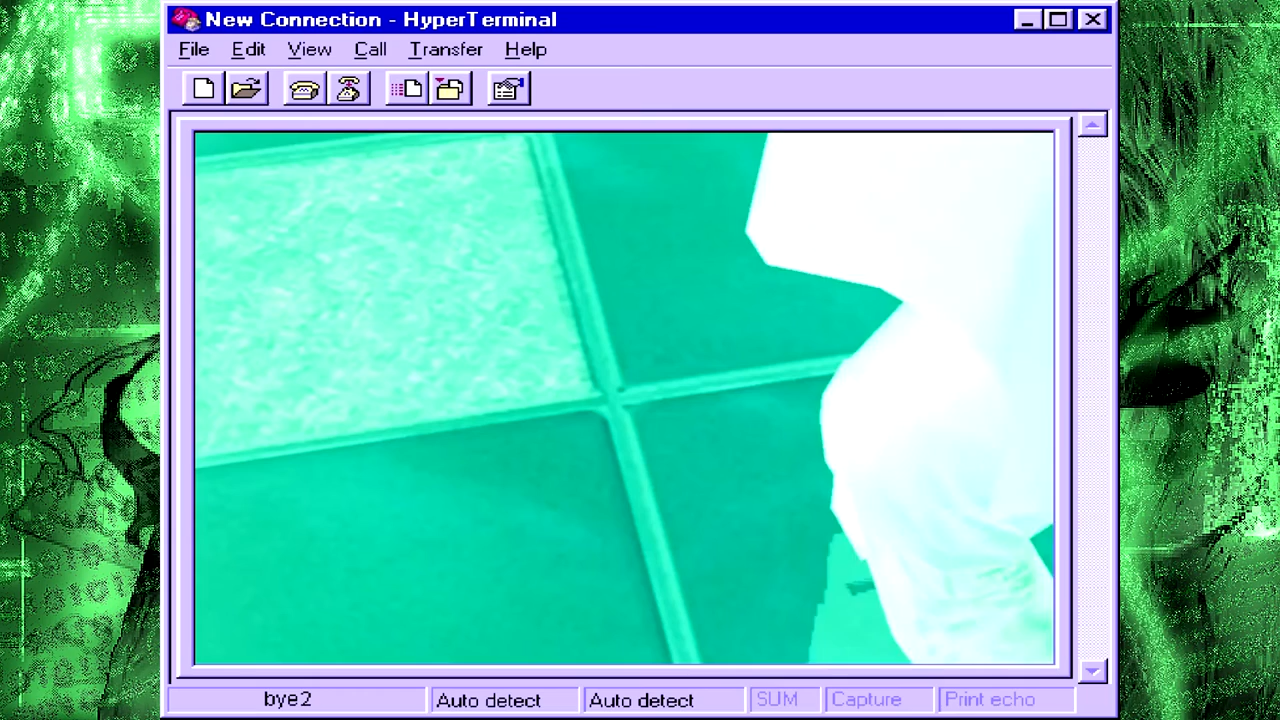 New Connection - HyperTerminal
File Edit View Call Transfer Help
bye2 Auto detect Auto detect SUM Capture Print echo